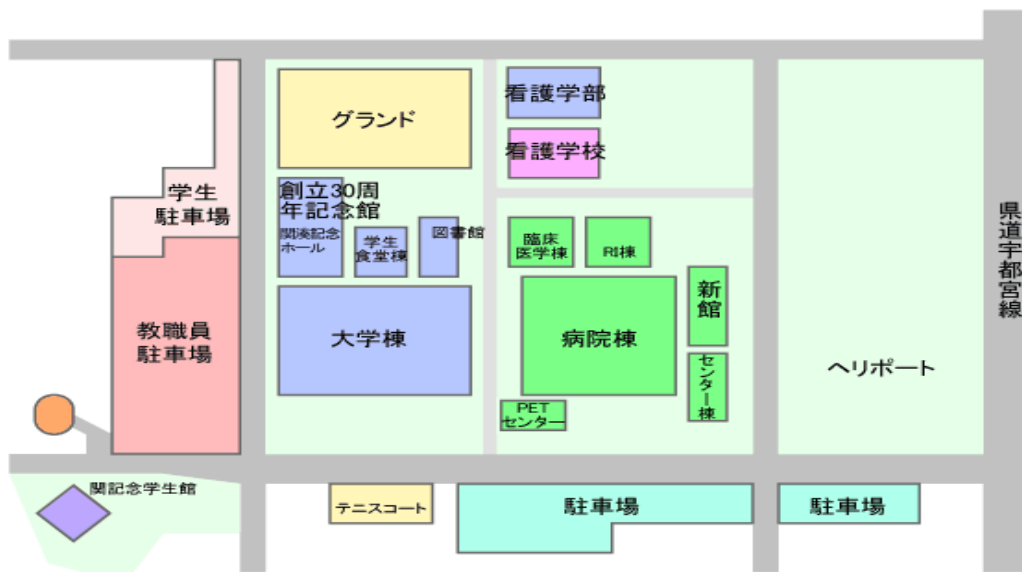 グランド
看護学部
看護学校
学生
駐車場
創立30周
年記念館
関湊記念
ホール
学生
食堂棟
図書館
臨床
医学棟
RI棟
県道宇都宮線
教職員
駐車場
大学棟
病院棟
新館
センター棟
ヘリポート
PET
センター
関記念学生館
テニスコート
駐車場
駐車場